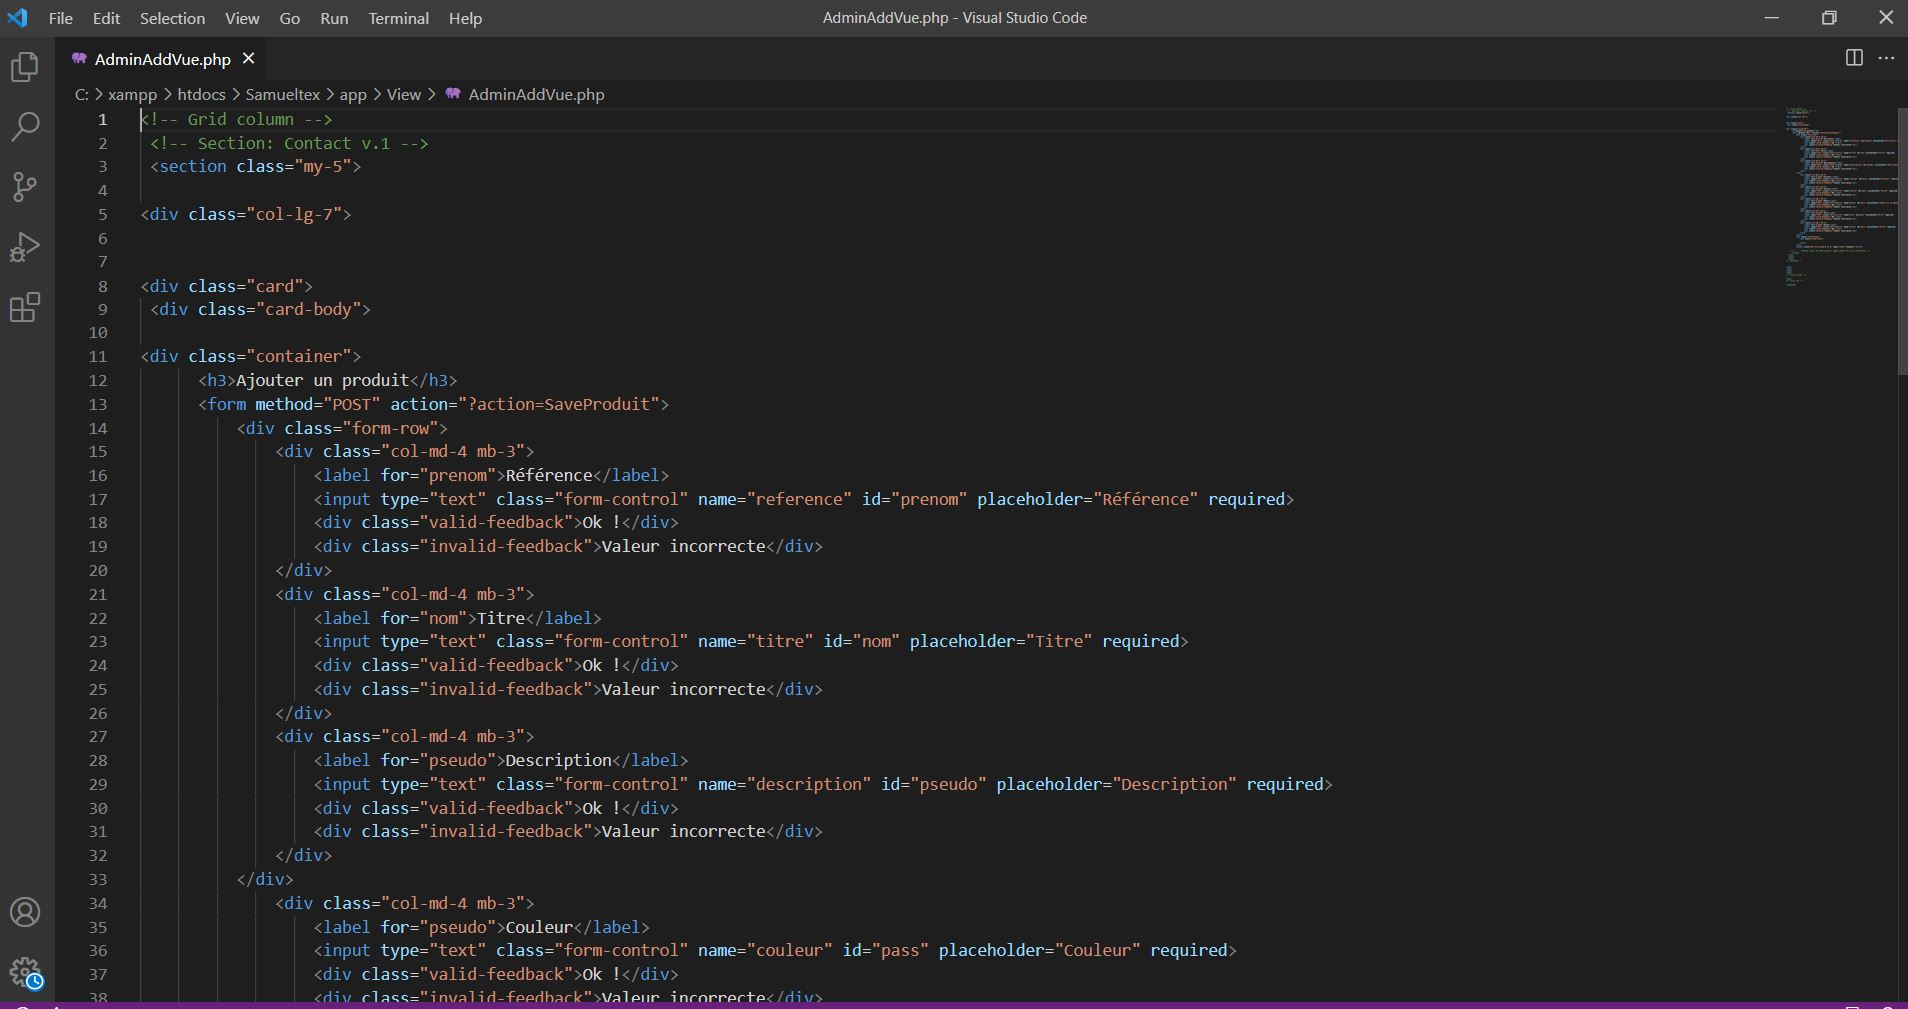 File Edit Selection View Go Run Terminal Help
AdminAddVue.php - Visual Studio Code
AdminAddVue.php
C: > xampp > htdocs > Samueltex > app > View > AdminAddVue.php
1 <!-- Grid column -->
2 <!-- Section: Contact v.1 -->
3 <section class="my-5">
4
5 <div class="col-lg-7">
6
7
8 <div class="card">
9 <div class="card-body">
10
11 <div class="container">
12 <h3>Ajouter un produit</h3>
13 <form method="POST" action="?action=SaveProduit">
14 <div class="form-row">
15 <div class="col-md-4 mb-3">
16 <label for="prenom">Référence</label>
17 <input type="text" class="form-control" name="reference" id="prenom" placeholder="Référence" required>
18 <div class="valid-feedback">Ok !</div>
19 <div class="invalid-feedback">Valeur incorrecte</div>
20 </div>
21 <div class="col-md-4 mb-3">
22 <label for="nom">Titre</label>
23 <input type="text" class="form-control" name="titre" id="nom" placeholder="Titre" required>
24 <div class="valid-feedback">Ok !</div>
25 <div class="invalid-feedback">Valeur incorrecte</div>
26 </div>
27 <div class="col-md-4 mb-3">
28 <label for="pseudo">Description</label>
29 <input type="text" class="form-control" name="description" id="pseudo" placeholder="Description" required>
30 <div class="valid-feedback">Ok !</div>
31 <div class="invalid-feedback">Valeur incorrecte</div>
32 </div>
33 </div>
34 <div class="col-md-4 mb-3">
35 <label for="pseudo">Couleur</label>
36 <input type="text" class="form-control" name="couleur" id="pass" placeholder="Couleur" required>
37 <div class="valid-feedback">Ok !</div>
38 <div class="invalid-feedback">Valeur incorrecte</div>